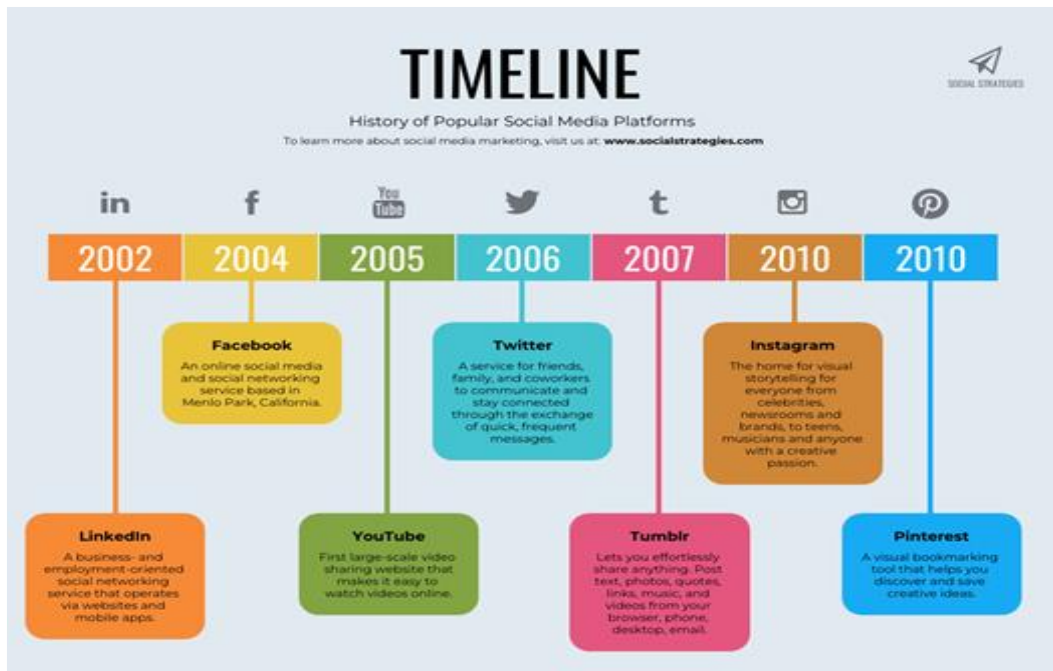 TIMELINE
SOCIAL STRATEGIES
History of Popular Social Media Platforms
To learn more about social media marketing, visit us at: www.socialstrategies.com
in
f
You
Tube
t
2002
2004
2005
2006
2007
2010
2010
Facebook
An online social media
and social networking
service based in
Menlo Park, California.
Twitter
A service for friends,
family, and coworkers
to communicate and
stay connected
through the exchange
of quick, frequent
messages.
Instagram
The home for visual
storytelling for
everyone from
celebrities,
newsrooms and
brands, to teens,
musicians and anyone
with a creative
passion.
LinkedIn
A business- and
employment-oriented
social networking
service that operates
via websites and
mobile apps.
YouTube
First large-scale video
sharing website that
makes it easy to
watch videos online.
Tumblr
Lets you effortlessly
share anything. Post
text, photos, quotes,
links, music, and
videos from your
browser, phone,
desktop, email.
Pinterest
A visual bookmarking
tool that helps you
discover and save
creative ideas.